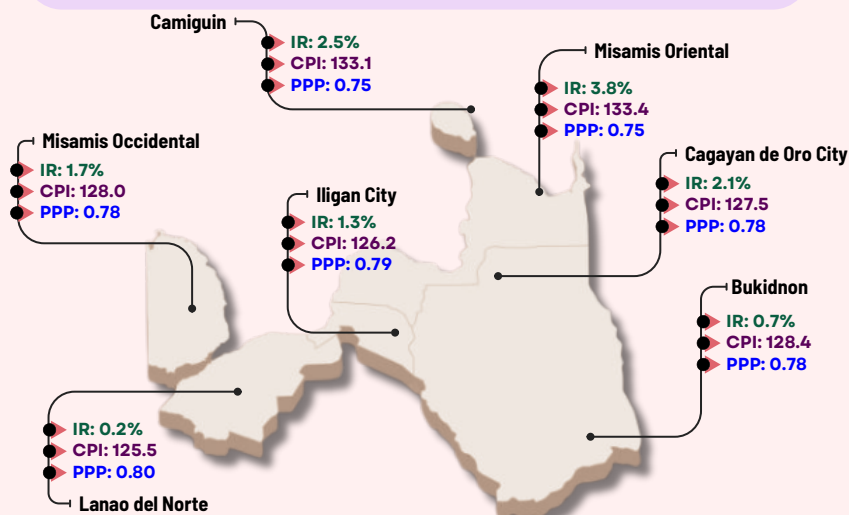 Camiguin
IR: 2.5%
CPI: 133.1
PPP: 0.75
Misamis Oriental
IR: 3.8%
CPI: 133.4
PPP: 0.75
Misamis Occidental
IR: 1.7%
CPI: 128.0
PPP: 0.78
Iligan City
IR: 1.3%
CPI: 126.2
PPP: 0.79
Cagayan de Oro City
IR: 2.1%
CPI: 127.5
PPP: 0.78
Bukidnon
IR: 0.7%
CPI: 128.4
PPP: 0.78
IR: 0.2%
CPI: 125.5
PPP: 0.80
Lanao del Norte